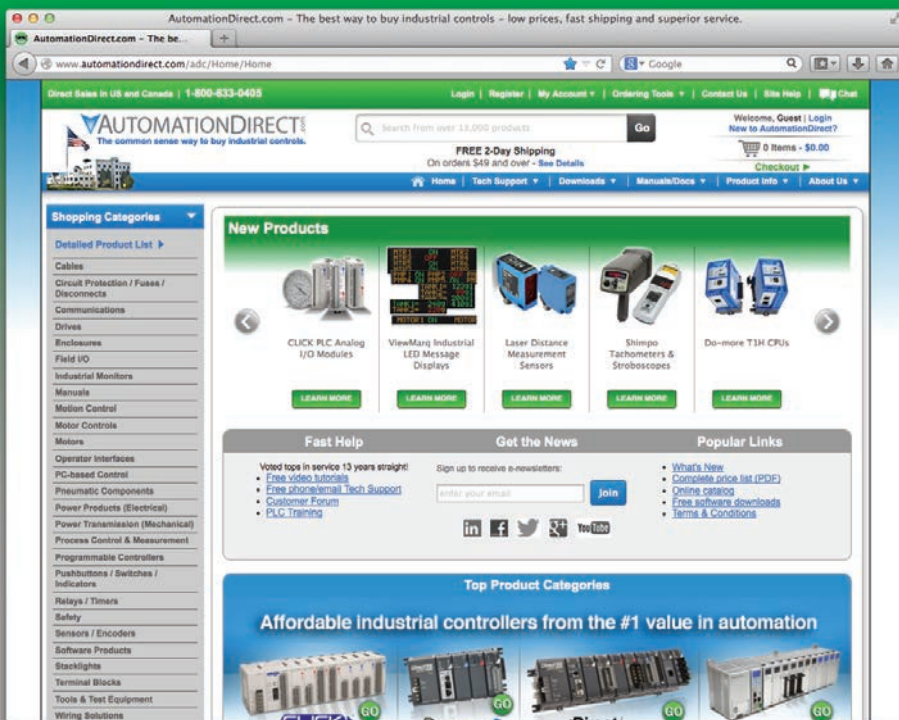 AutomationDirect.com – The best way to buy industrial controls – low prices, fast shipping and superior service.
AutomationDirect.com – The be...
www.automationdirect.com/adc/Home/Home
Google
Direct Sales in US and Canada | 1-800-633-0405
Login | Register | My Account | Ordering Tools | Contact Us | Site Help | Chat
AUTOMATIONDIRECT.com
The common sense way to buy industrial controls.
Search from over 13,000 products
Go
FREE 2-Day Shipping
On orders $49 and over - See Details
Welcome, Guest | Login
New to AutomationDirect?
0 Items - $0.00
Checkout
Home | Tech Support | Downloads | Manuals/Docs | Product Info | About Us
Shopping Categories
Detailed Product List
Cables
Circuit Protection / Fuses /
Disconnects
Communications
Drives
Enclosures
Field I/O
Industrial Monitors
Manuals
Motion Control
Motor Controls
Motors
Operator Interfaces
PC-based Control
Pneumatic Components
Power Products (Electrical)
Power Transmission (Mechanical)
Process Control & Measurement
Programmable Controllers
Pushbuttons / Switches /
Indicators
Relays / Timers
Safety
Sensors / Encoders
Software Products
Stacklights
Terminal Blocks
Tools & Test Equipment
Wiring Solutions
New Products
CLICK PLC Analog
I/O Modules
LEARN MORE
ViewMarq Industrial
LED Message
Displays
LEARN MORE
Laser Distance
Measurement
Sensors
LEARN MORE
Shimpo
Tachometers &
Stroboscopes
LEARN MORE
Do-more T1H CPUs
LEARN MORE
Fast Help
Voted tops in service 13 years straight!
Free video tutorials
Free phone/email Tech Support
Customer Forum
PLC Training
Get the News
Sign up to receive e-newsletters:
enter your email
Join
in f g+ YouTube
Popular Links
What's New
Complete price list (PDF)
Online catalog
Free software downloads
Terms & Conditions
Top Product Categories
Affordable industrial controllers from the #1 value in automation
GO
GO
GO
GO
CLICK